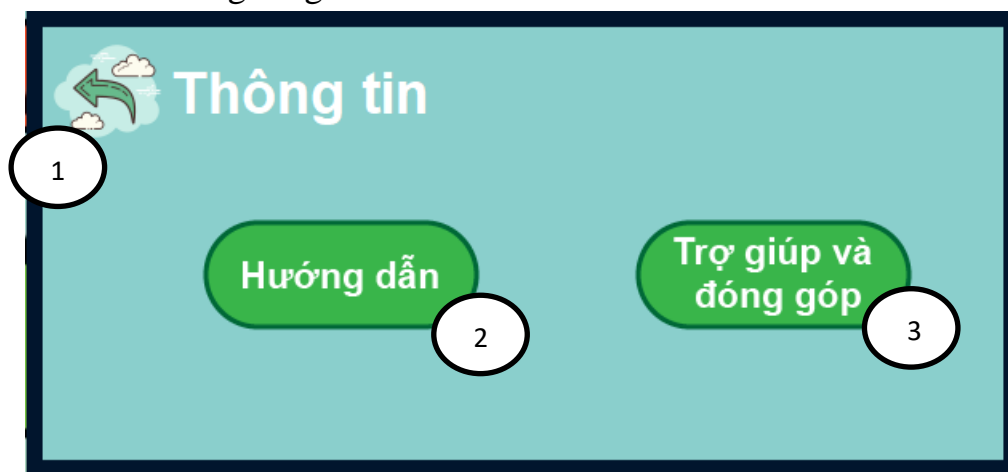 Thông tin
1
Hướng dẫn
Trợ giúp và
đóng góp
2
3